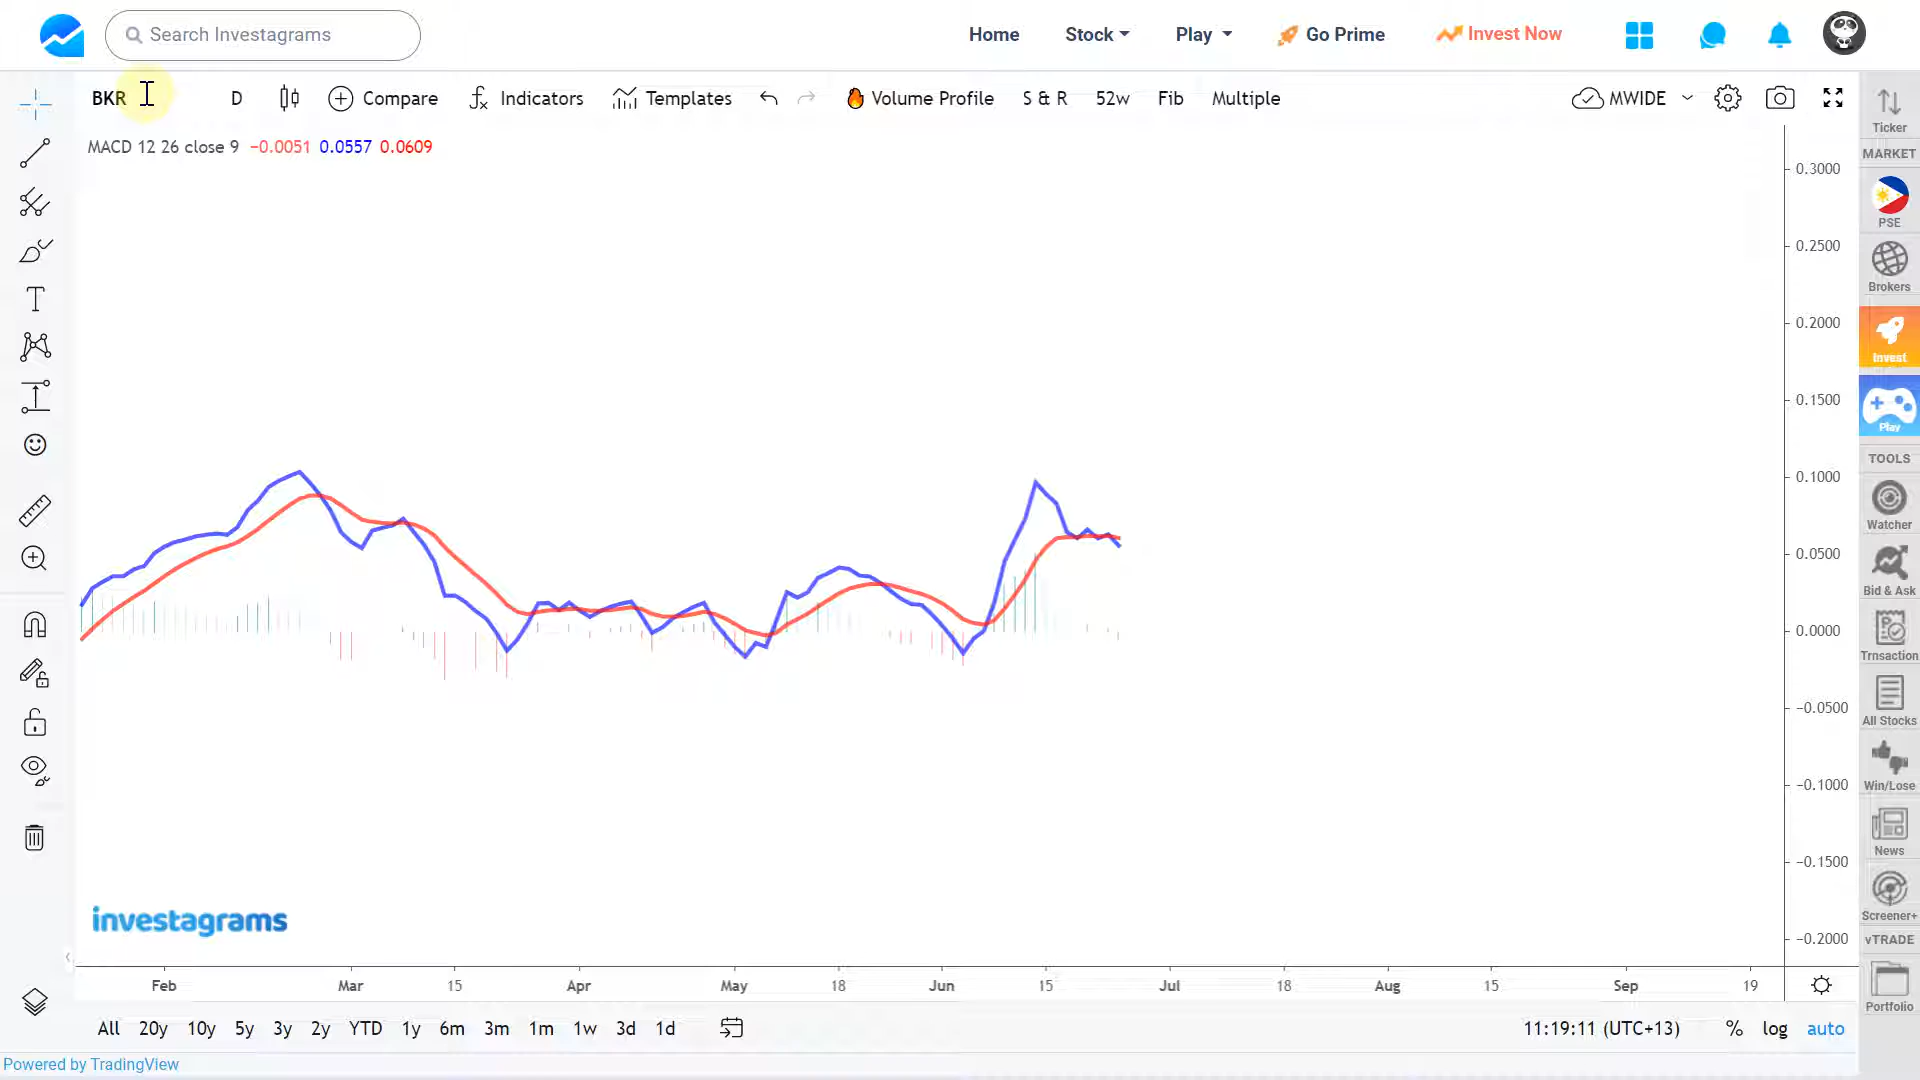 Search Investagrams
Home
Stock
Play
Go Prime
Invest Now
BKR
D
Compare
Indicators
Templates
Volume Profile
S & R
52w
Fib
Multiple
MWIDE
MACD 12 26 close 9 −0.0051 0.0557 0.0609
0.3000
0.2500
0.2000
0.1500
0.1000
0.0500
0.0000
−0.0500
−0.1000
−0.1500
−0.2000
Ticker
MARKET
PSE
Brokers
Invest
Play
TOOLS
Watcher
Bid & Ask
Trnsaction
All Stocks
Win/Lose
News
Screener+
vTRADE
Portfolio
investagrams
Feb Mar 15 Apr May 18 Jun 15 Jul 18 Aug 15 Sep 19
All 20y 10y 5y 3y 2y YTD 1y 6m 3m 1m 1w 3d 1d
11:19:11 (UTC+13) % log auto
Powered by TradingView